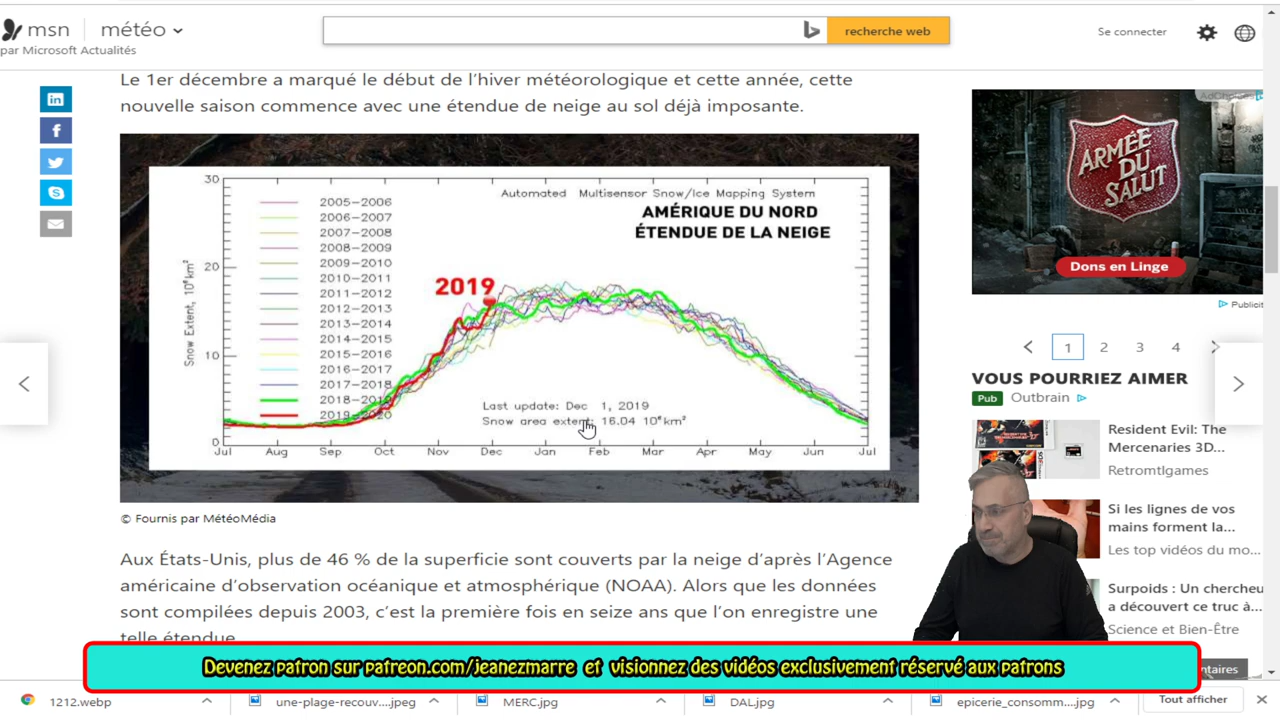 msn météo
par Microsoft Actualités
recherche web
Se connecter
Le 1er décembre a marqué le début de l'hiver météorologique et cette année, cette
nouvelle saison commence avec une étendue de neige au sol déjà imposante.
Automated Multisensor Snow/Ice Mapping System
AMÉRIQUE DU NORD
ÉTENDUE DE LA NEIGE
Snow Extent, 10⁶km²
30
20
10
0
2005-2006
2006-2007
2007-2008
2008-2009
2009-2010
2010-2011
2011-2012
2012-2013
2013-2014
2014-2015
2015-2016
2016-2017
2017-2018
2018-2019
2019-2020
2019
Last update: Dec 1, 2019
Snow area extent: 16.04 10⁶km²
Jul Aug Sep Oct Nov Dec Jan Feb Mar Apr May Jun Jul
© Fournis par MétéoMédia
Aux États-Unis, plus de 46 % de la superficie sont couverts par la neige d'après l'Agence
américaine d'observation océanique et atmosphérique (NOAA). Alors que les données
sont compilées depuis 2003, c'est la première fois en seize ans que l'on enregistre une
telle étendue
AdChoices
ARMÉE
DU
SALUT
Dons en Linge
Publicit
1 2 3 4
VOUS POURRIEZ AIMER
Pub Outbrain
Resident Evil: The
Mercenaries 3D...
Retromtlgames
Si les lignes de vos
mains forment la...
Les top vidéos du mo...
Surpoids : Un chercheu
a découvert ce truc à...
Science et Bien-Être
ntaires
Devenez patron sur patreon.com/jeanezmarre et visionnez des vidéos exclusivement réservé aux patrons
1212.webp
une-plage-recouv....jpeg
MERC.jpg
DAL.jpg
epicerie_consomm....jpg
Tout afficher